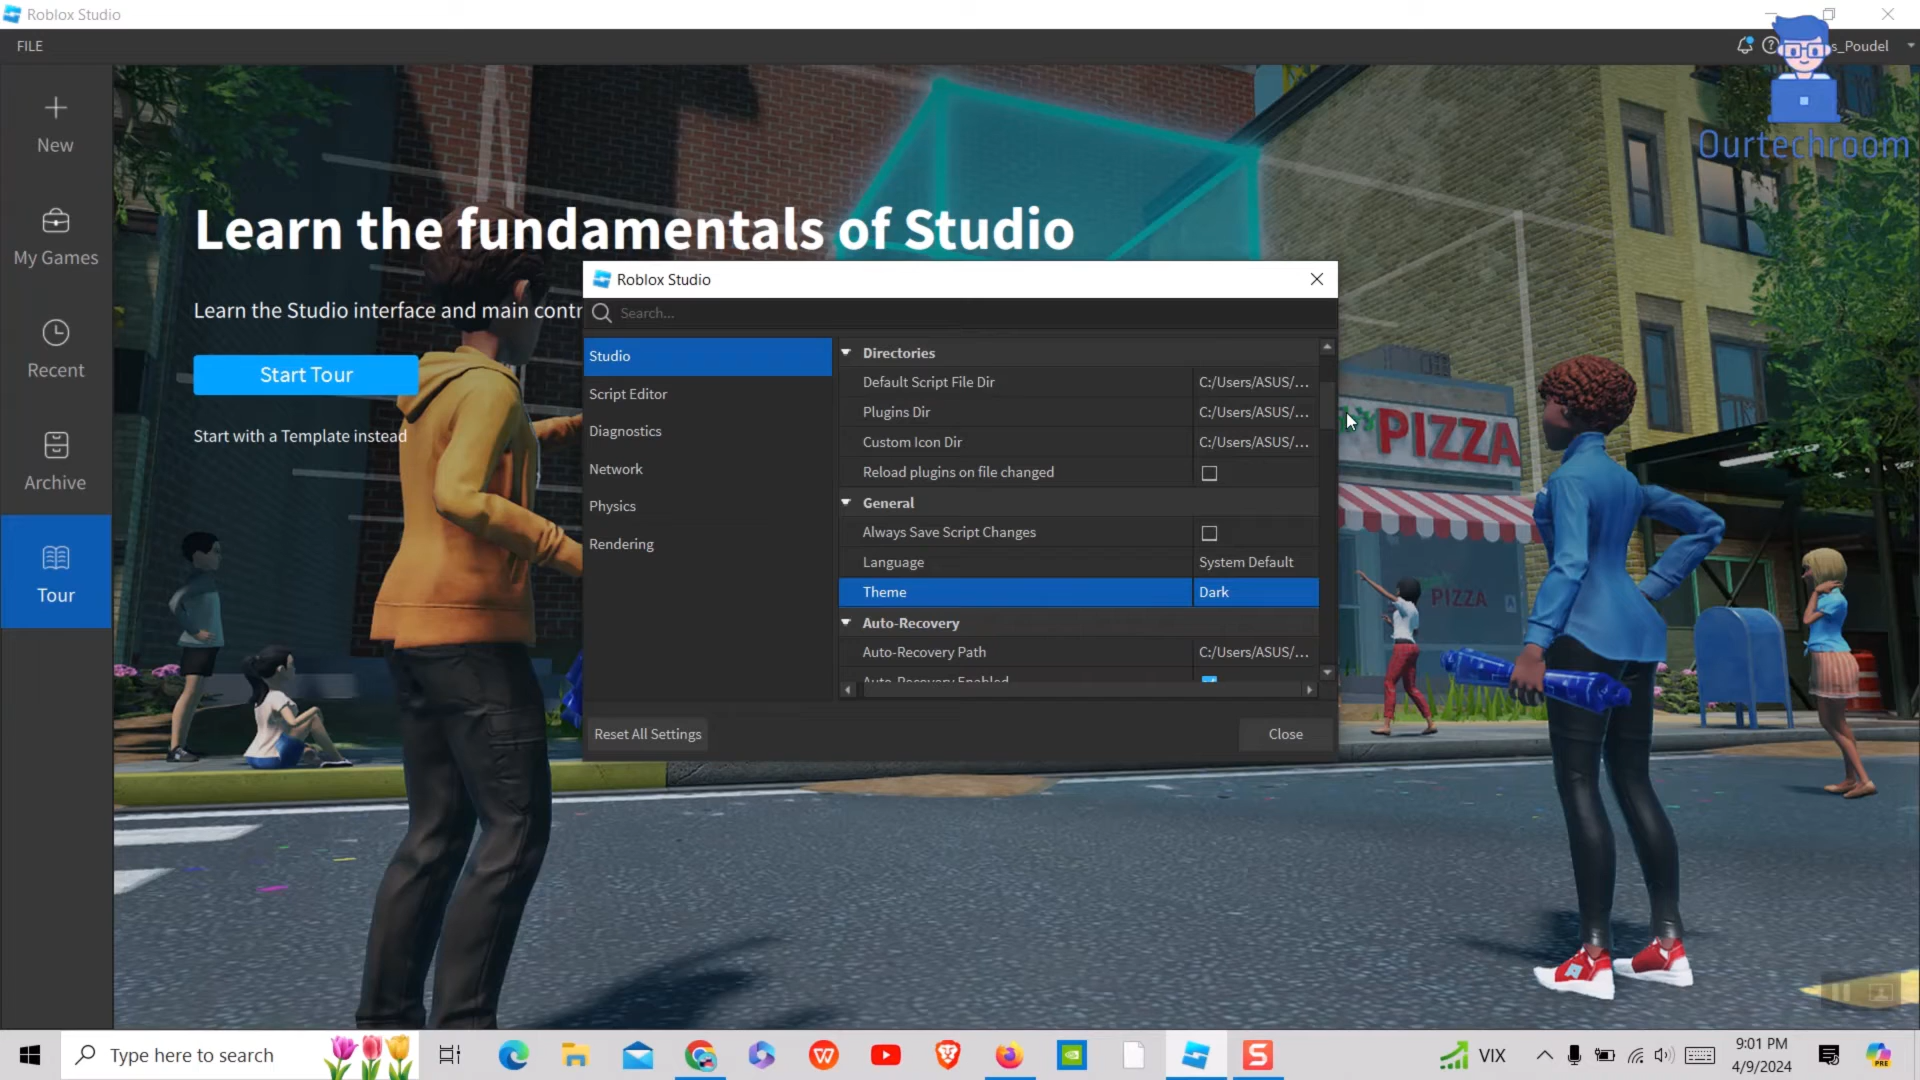 Roblox Studio
FILE
s_Poudel
Ourtechroom
New
My Games
Recent
Archive
Tour
Learn the fundamentals of Studio
Learn the Studio interface and main contr
Start Tour
Start with a Template instead
Roblox Studio
Search...
Studio
Script Editor
Diagnostics
Network
Physics
Rendering
Directories
Default Script File Dir C:/Users/ASUS/...
Plugins Dir C:/Users/ASUS/...
Custom Icon Dir C:/Users/ASUS/...
Reload plugins on file changed
General
Always Save Script Changes
Language System Default
Theme Dark
Auto-Recovery
Auto-Recovery Path C:/Users/ASUS/...
Auto-Recovery Enabled
Reset All Settings
Close
PIZZA
PIZZA
Type here to search
VIX
9:01 PM
4/9/2024
PRE